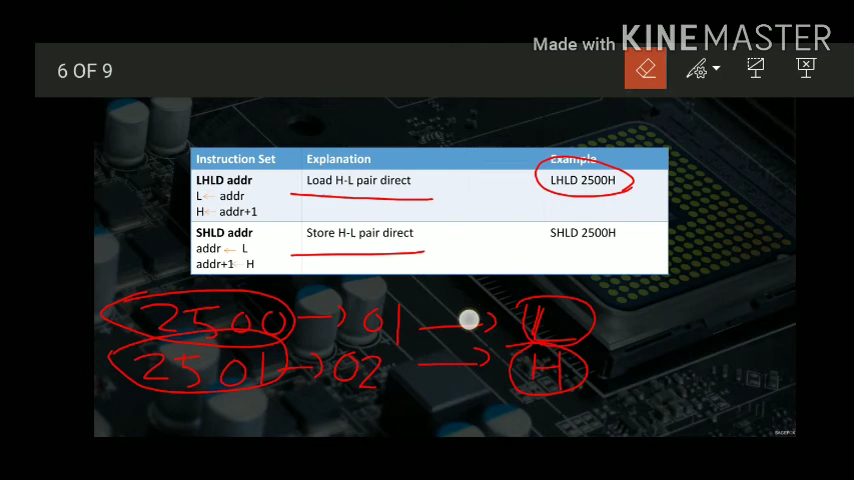 Made with KINEMASTER
6 OF 9
Instruction Set Explanation Example
LHLD addr Load H-L pair direct LHLD 2500H
L ← addr
H ← addr+1
SHLD addr Store H-L pair direct SHLD 2500H
addr ← L
addr+1 ← H
2500 → 01 → L
2501 → 02 → H